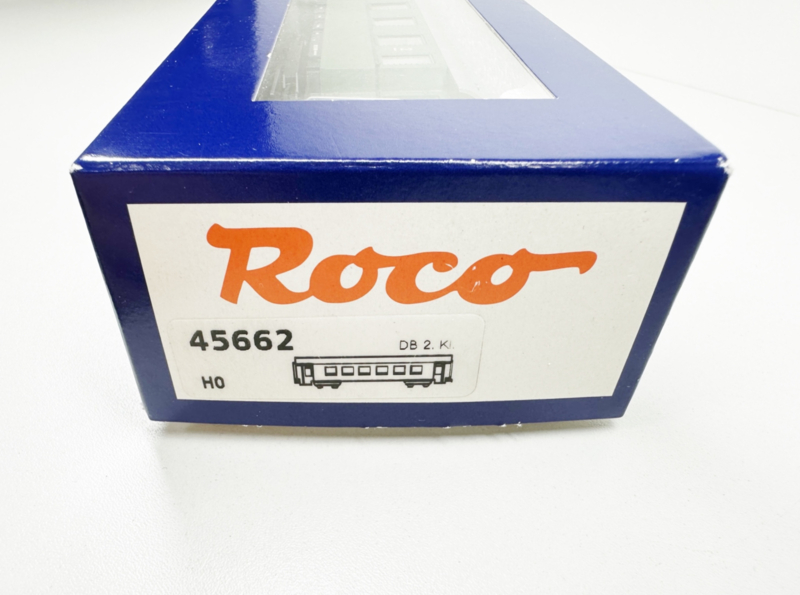 Roco
45662
DB 2. Kl.
H0